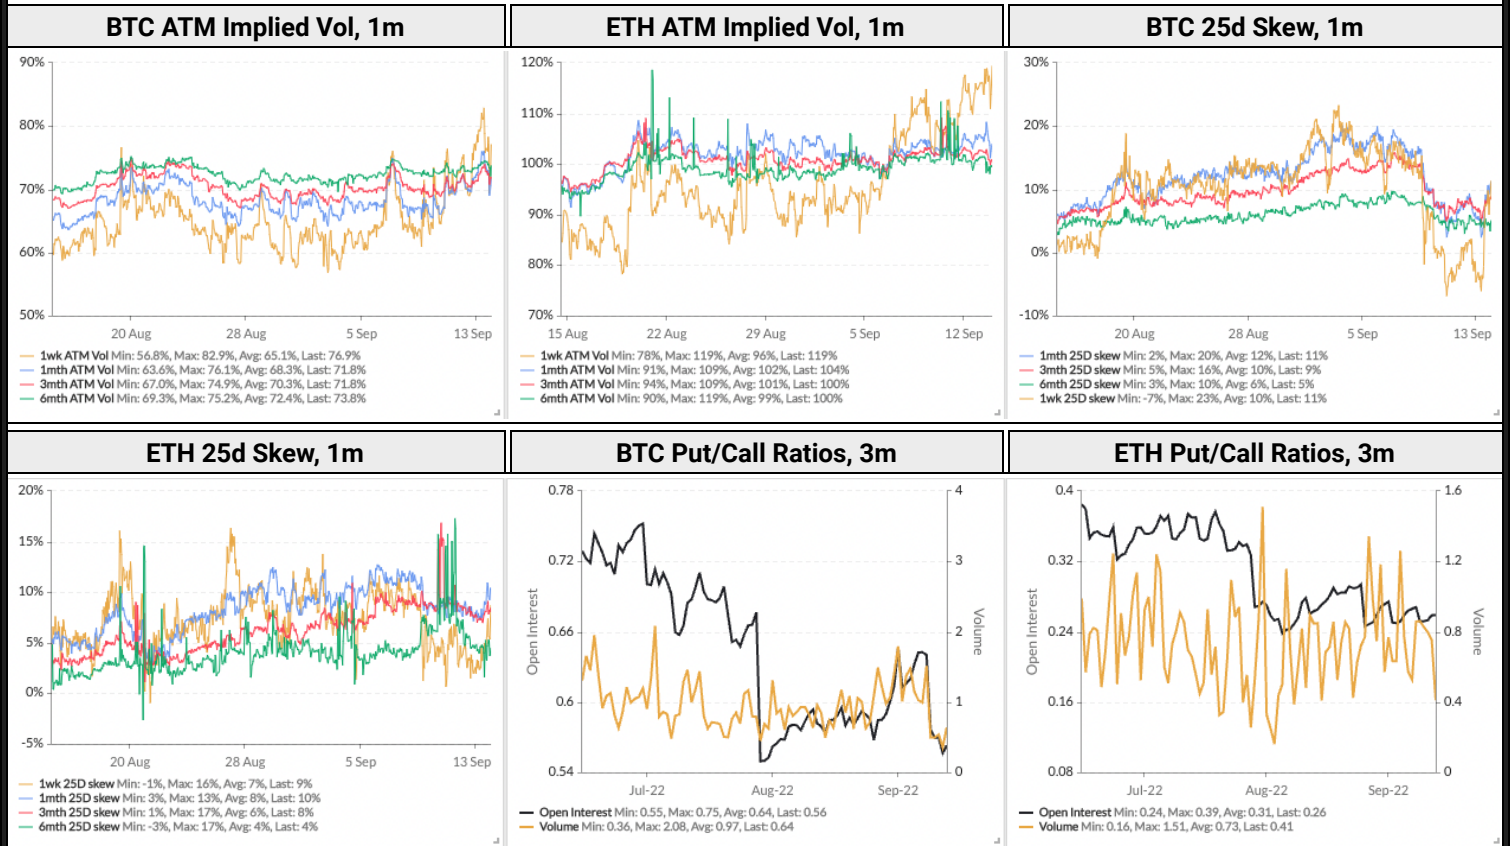 BTC ATM Implied Vol, 1m
90%
80%
70%
60%
50%
20 Aug 28 Aug 5 Sep 13 Sep
1wk ATM Vol Min: 56.8%, Max: 82.9%, Avg: 65.1%, Last: 76.9%
1mth ATM Vol Min: 63.6%, Max: 76.1%, Avg: 68.3%, Last: 71.8%
3mth ATM Vol Min: 67.0%, Max: 74.9%, Avg: 70.3%, Last: 71.8%
6mth ATM Vol Min: 69.3%, Max: 75.2%, Avg: 72.4%, Last: 73.8%
ETH ATM Implied Vol, 1m
120%
110%
100%
90%
80%
70%
15 Aug 22 Aug 29 Aug 5 Sep 12 Sep
1wk ATM Vol Min: 78%, Max: 119%, Avg: 96%, Last: 119%
1mth ATM Vol Min: 91%, Max: 109%, Avg: 102%, Last: 104%
3mth ATM Vol Min: 94%, Max: 109%, Avg: 101%, Last: 100%
6mth ATM Vol Min: 90%, Max: 119%, Avg: 99%, Last: 100%
BTC 25d Skew, 1m
30%
20%
10%
0%
-10%
20 Aug 28 Aug 5 Sep 13 Sep
1mth 25D skew Min: 2%, Max: 20%, Avg: 12%, Last: 11%
3mth 25D skew Min: 5%, Max: 16%, Avg: 10%, Last: 9%
6mth 25D skew Min: 3%, Max: 10%, Avg: 6%, Last: 5%
1wk 25D skew Min: -7%, Max: 23%, Avg: 10%, Last: 11%
ETH 25d Skew, 1m
20%
15%
10%
5%
0%
-5%
20 Aug 28 Aug 5 Sep 13 Sep
1wk 25D skew Min: -1%, Max: 16%, Avg: 7%, Last: 9%
1mth 25D skew Min: 3%, Max: 13%, Avg: 8%, Last: 10%
3mth 25D skew Min: 1%, Max: 17%, Avg: 6%, Last: 8%
6mth 25D skew Min: -3%, Max: 17%, Avg: 4%, Last: 4%
BTC Put/Call Ratios, 3m
0.78
0.72
0.66
0.6
0.54
Open Interest
4
3
2
1
0
Volume
Jul-22 Aug-22 Sep-22
Open Interest Min: 0.55, Max: 0.75, Avg: 0.64, Last: 0.56
Volume Min: 0.36, Max: 2.08, Avg: 0.97, Last: 0.64
ETH Put/Call Ratios, 3m
0.4
0.32
0.24
0.16
0.08
Open Interest
1.6
1.2
0.8
0.4
0
Volume
Jul-22 Aug-22 Sep-22
Open Interest Min: 0.24, Max: 0.39, Avg: 0.31, Last: 0.26
Volume Min: 0.16, Max: 1.51, Avg: 0.73, Last: 0.41